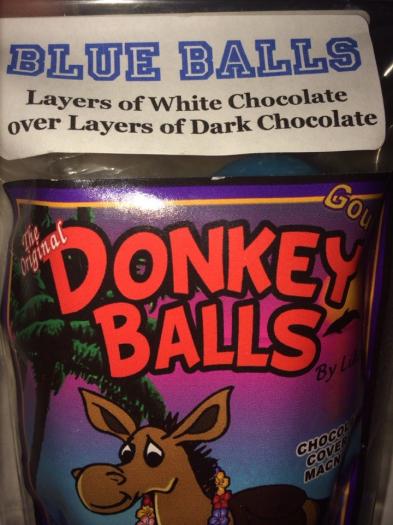 BLUE BALLS
Layers of White Chocolate
over Layers of Dark Chocolate
The
Original
DONKEY
BALLS